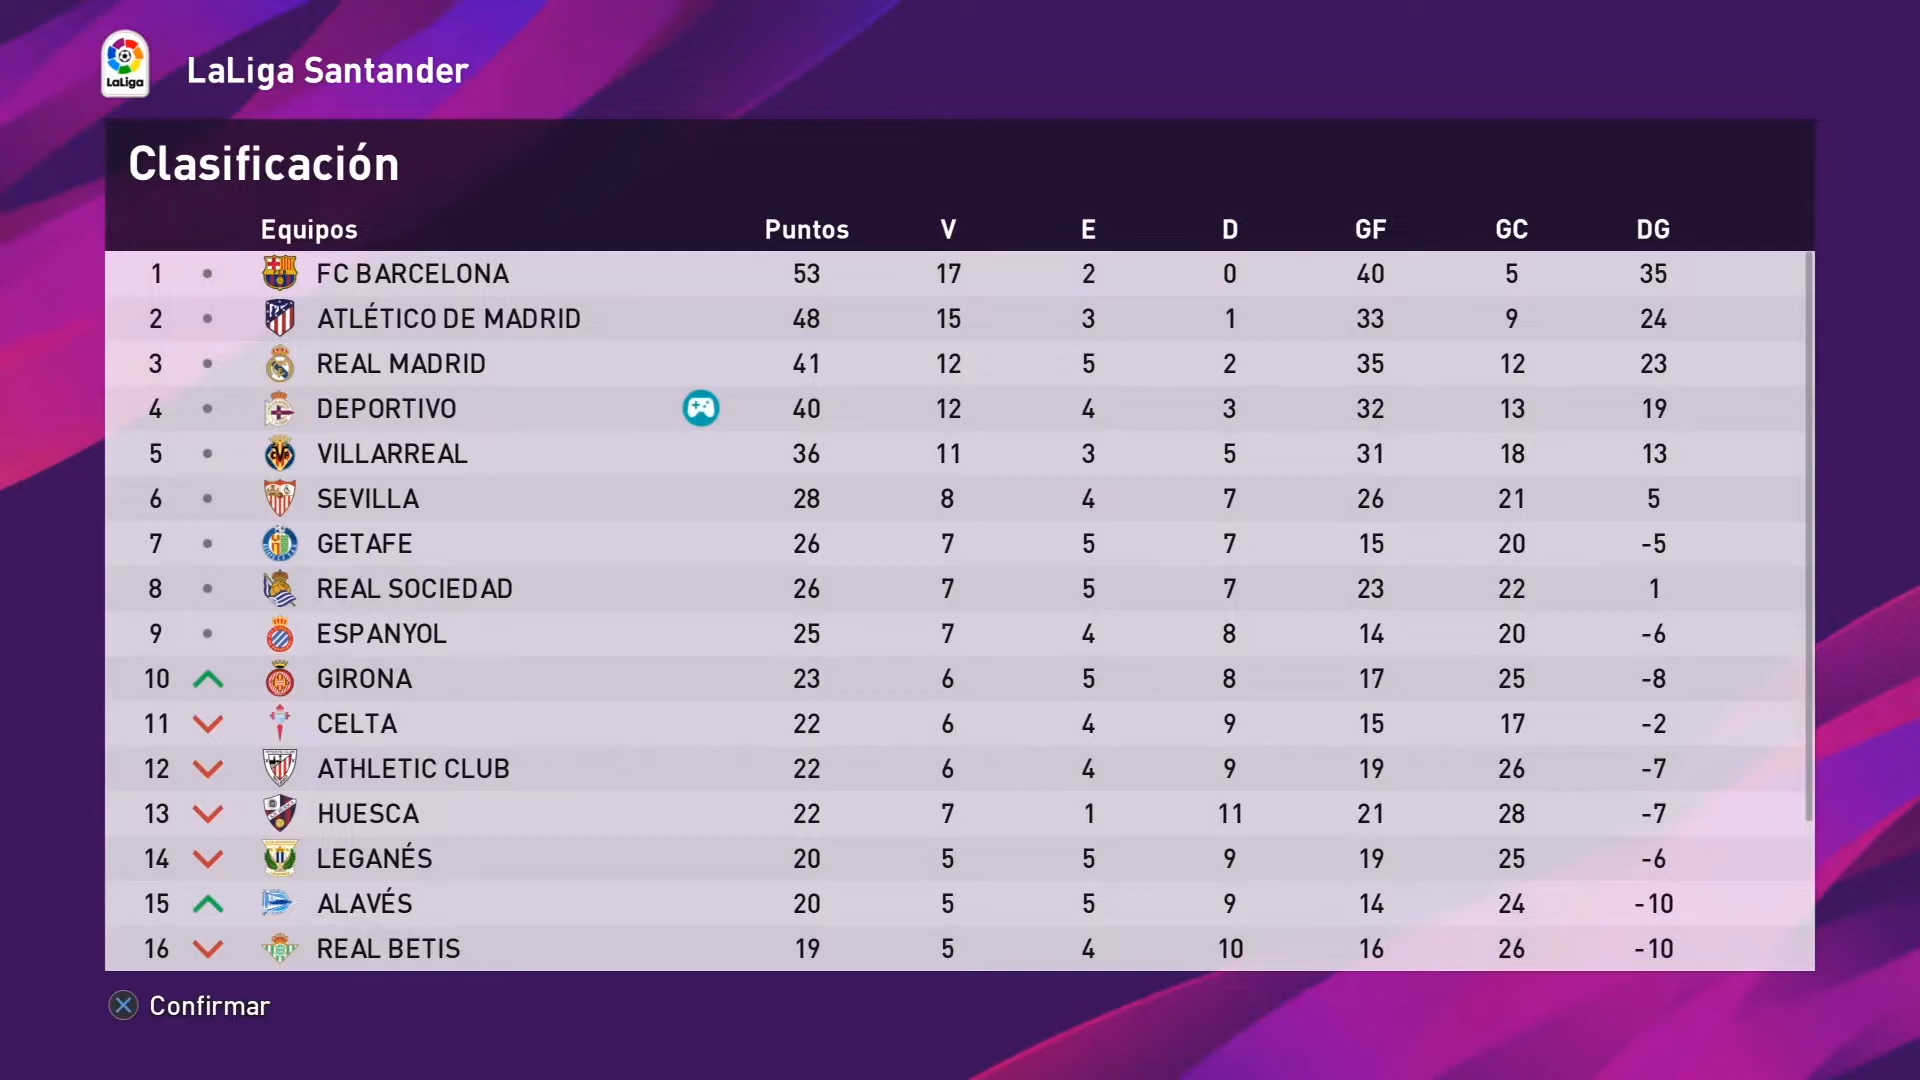 LaLiga
LaLiga Santander
Clasificación
Equipos Puntos V E D GF GC DG
1 FC BARCELONA 53 17 2 0 40 5 35
2 ATLÉTICO DE MADRID 48 15 3 1 33 9 24
3 REAL MADRID 41 12 5 2 35 12 23
4 DEPORTIVO 40 12 4 3 32 13 19
5 VILLARREAL 36 11 3 5 31 18 13
6 SEVILLA 28 8 4 7 26 21 5
7 GETAFE 26 7 5 7 15 20 -5
8 REAL SOCIEDAD 26 7 5 7 23 22 1
9 ESPANYOL 25 7 4 8 14 20 -6
10 GIRONA 23 6 5 8 17 25 -8
11 CELTA 22 6 4 9 15 17 -2
12 ATHLETIC CLUB 22 6 4 9 19 26 -7
13 HUESCA 22 7 1 11 21 28 -7
14 LEGANÉS 20 5 5 9 19 25 -6
15 ALAVÉS 20 5 5 9 14 24 -10
16 REAL BETIS 19 5 4 10 16 26 -10
Confirmar